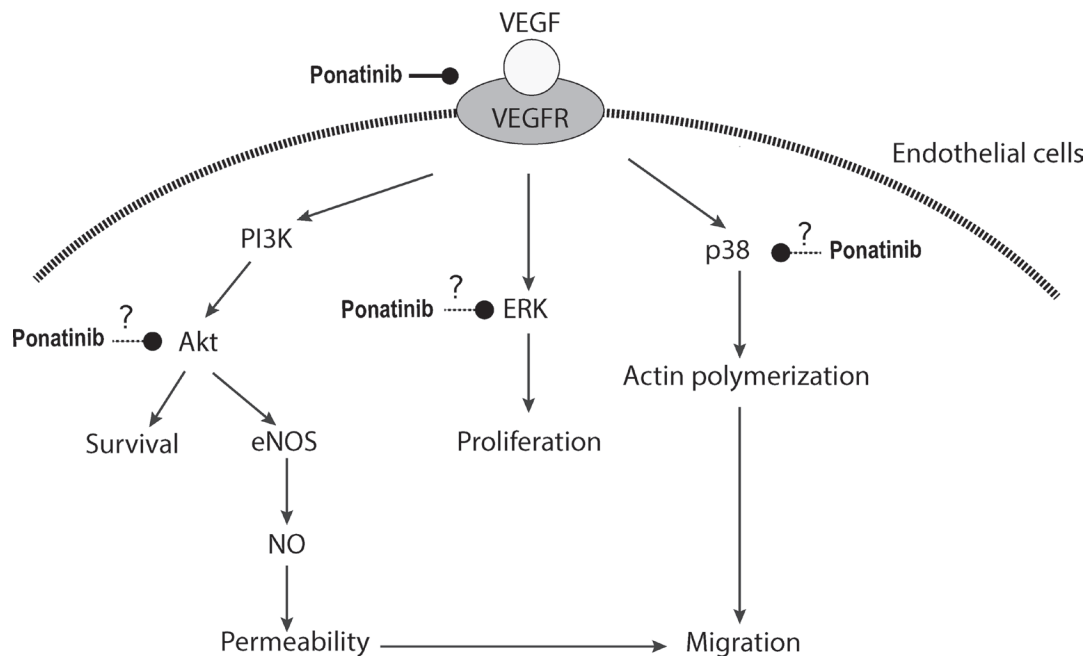 VEGF
Ponatinib
VEGFR
Endothelial cells
PI3K
p38
?
Ponatinib
Ponatinib
?
ERK
Ponatinib
?
Akt
Actin polymerization
Survival
eNOS
Proliferation
NO
Permeability
Migration